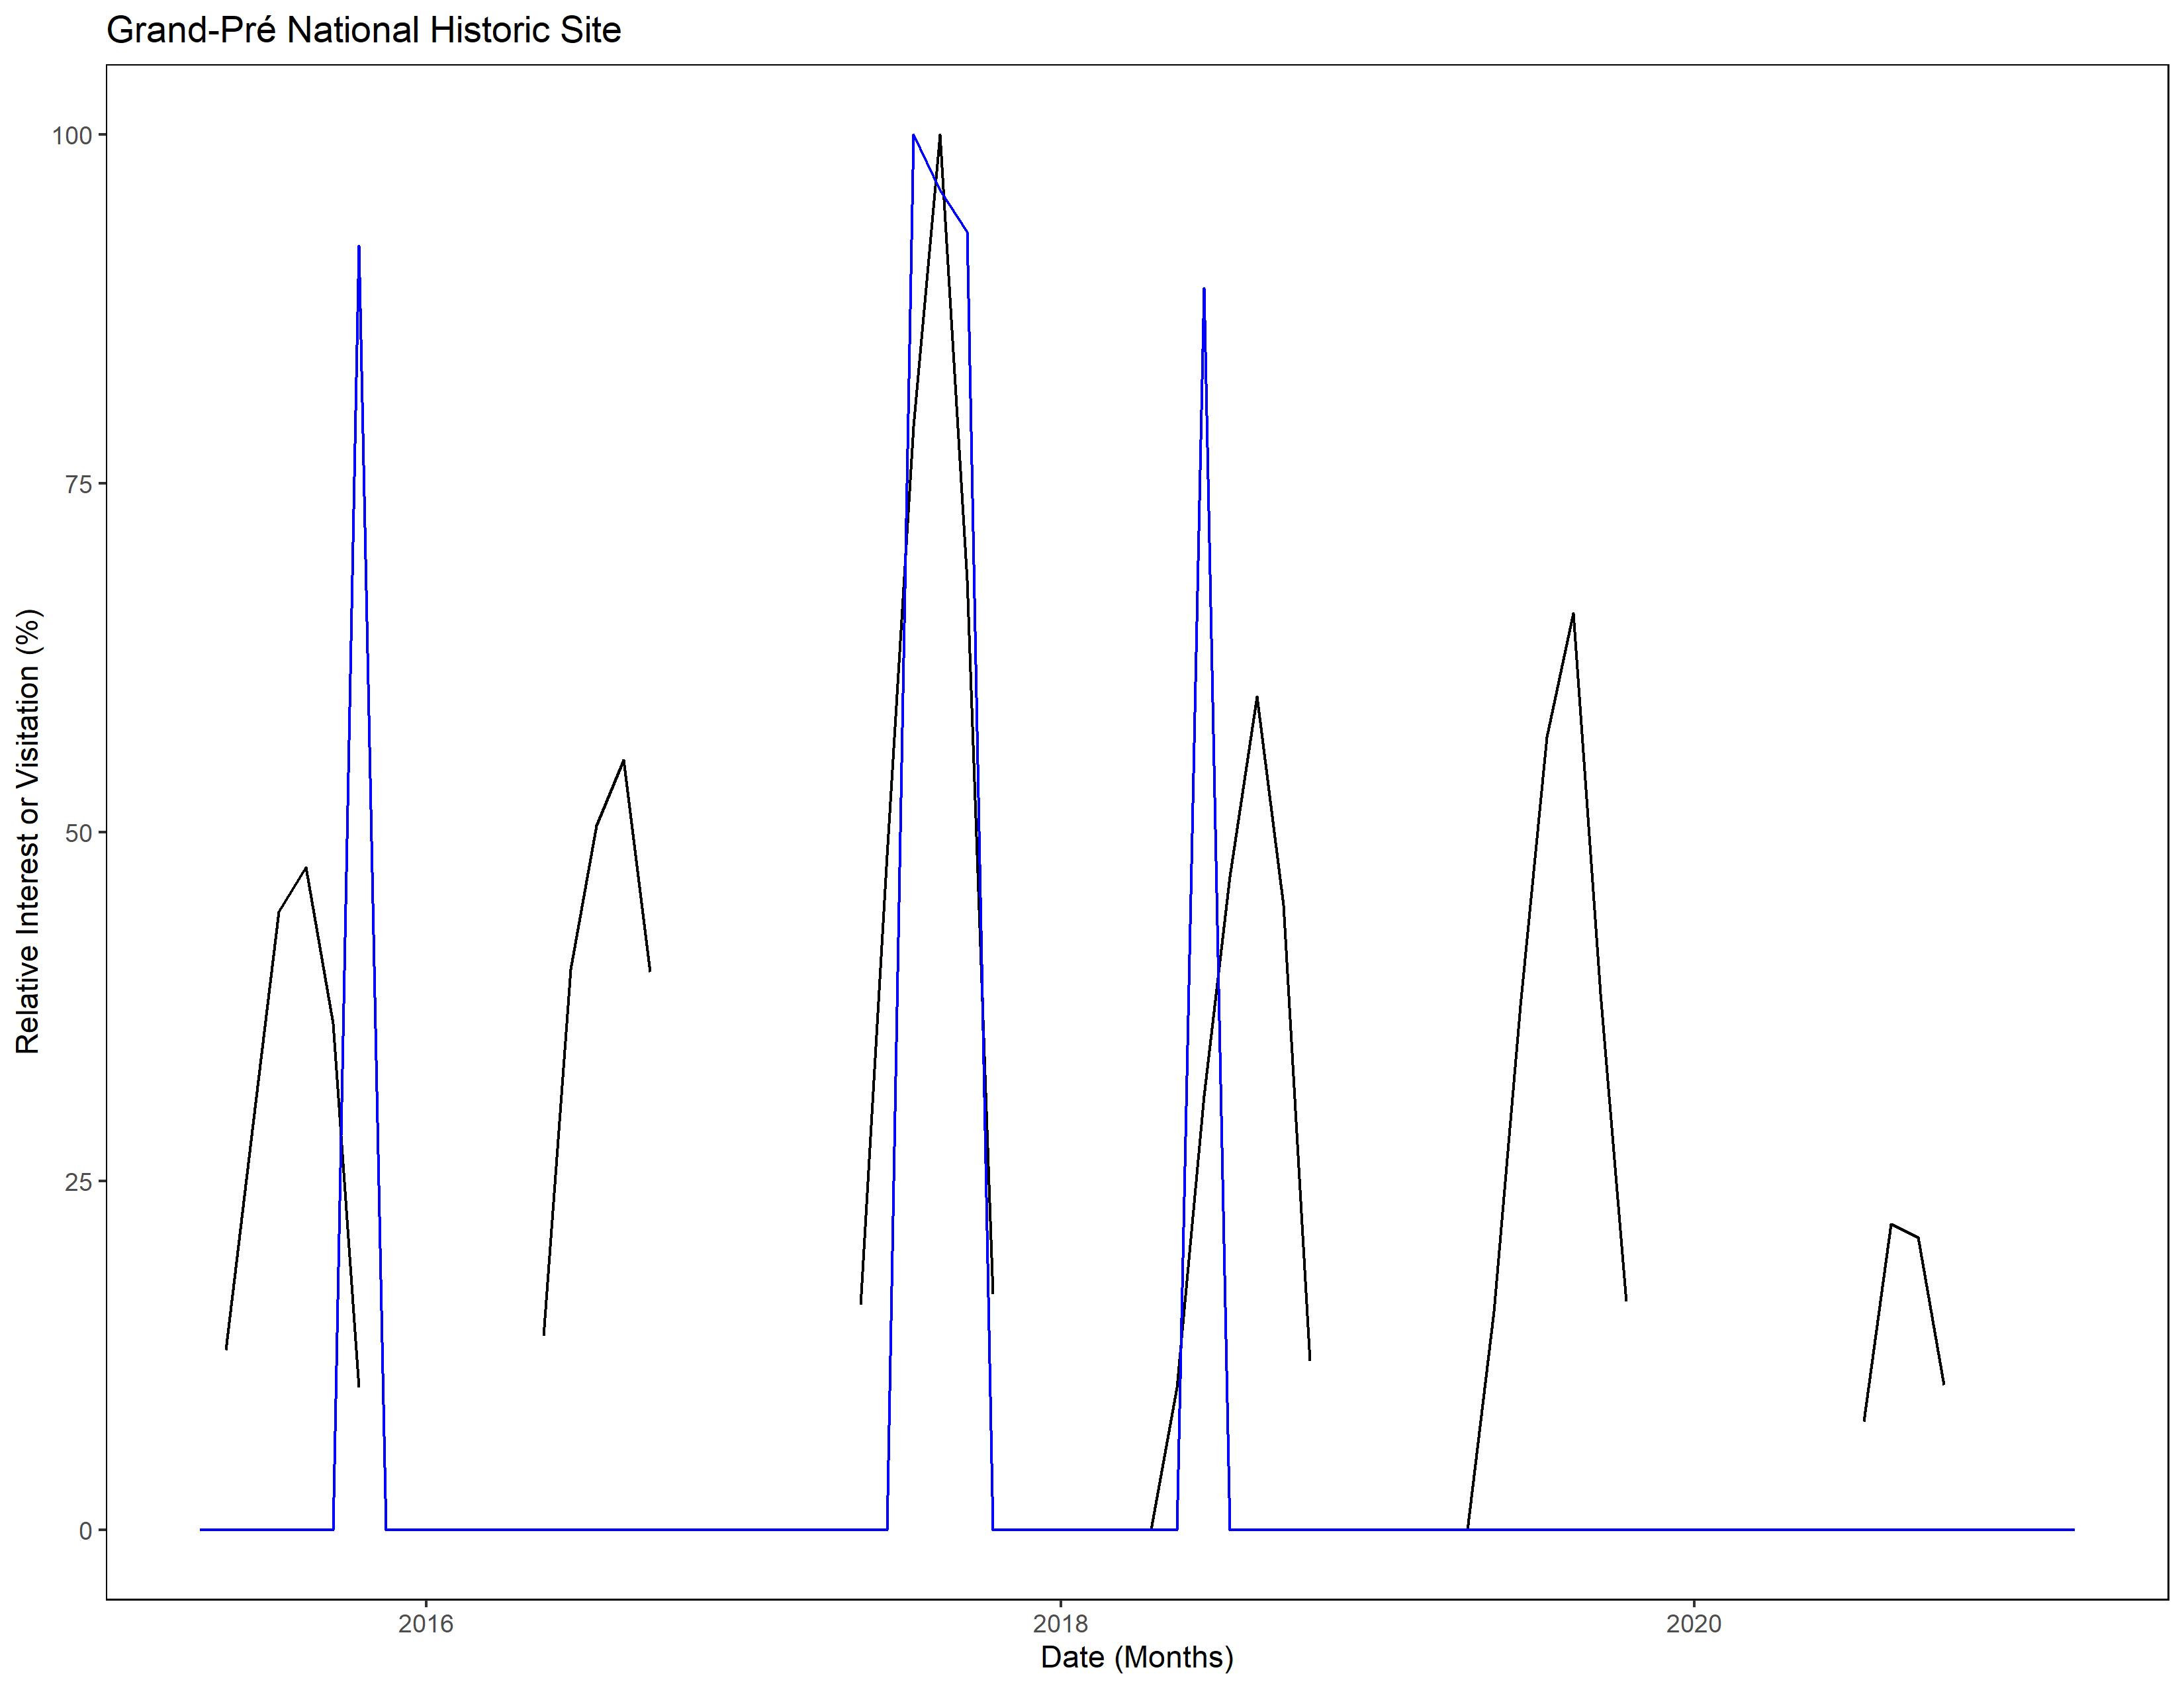 Grand-Pré National Historic Site
Relative Interest or Visitation (%)
100
75
50
25
0
2016 2018 2020
Date (Months)